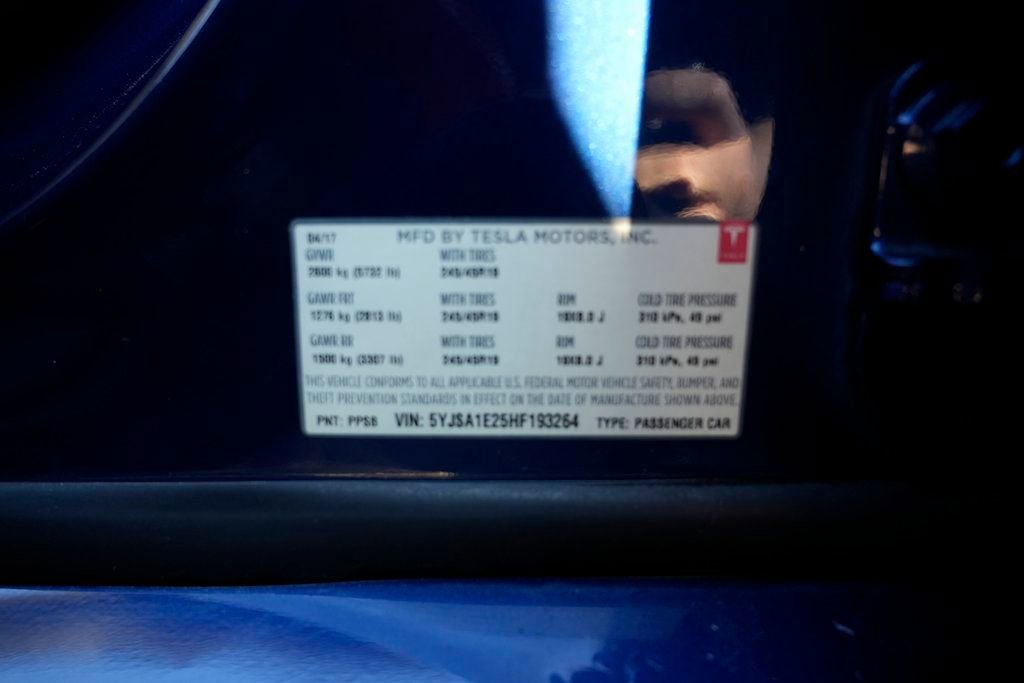 04/17 MFD BY TESLA MOTORS, INC.
GVWR WITH TIRES
2600 kg (5732 lb) 245/45R19
GAWR FRT WITH TIRES RIM COLD TIRE PRESSURE
1276 kg (2813 lb) 245/45R19 19X8.0 J 310 kPa, 45 psi
GAWR RR WITH TIRES RIM COLD TIRE PRESSURE
1500 kg (3307 lb) 245/45R19 19X8.0 J 310 kPa, 45 psi
THIS VEHICLE CONFORMS TO ALL APPLICABLE U.S. FEDERAL MOTOR VEHICLE SAFETY, BUMPER, AND
THEFT PREVENTION STANDARDS IN EFFECT ON THE DATE OF MANUFACTURE SHOWN ABOVE.
PNT: PPSB VIN: 5YJSA1E25HF193264 TYPE: PASSENGER CAR
TESLA